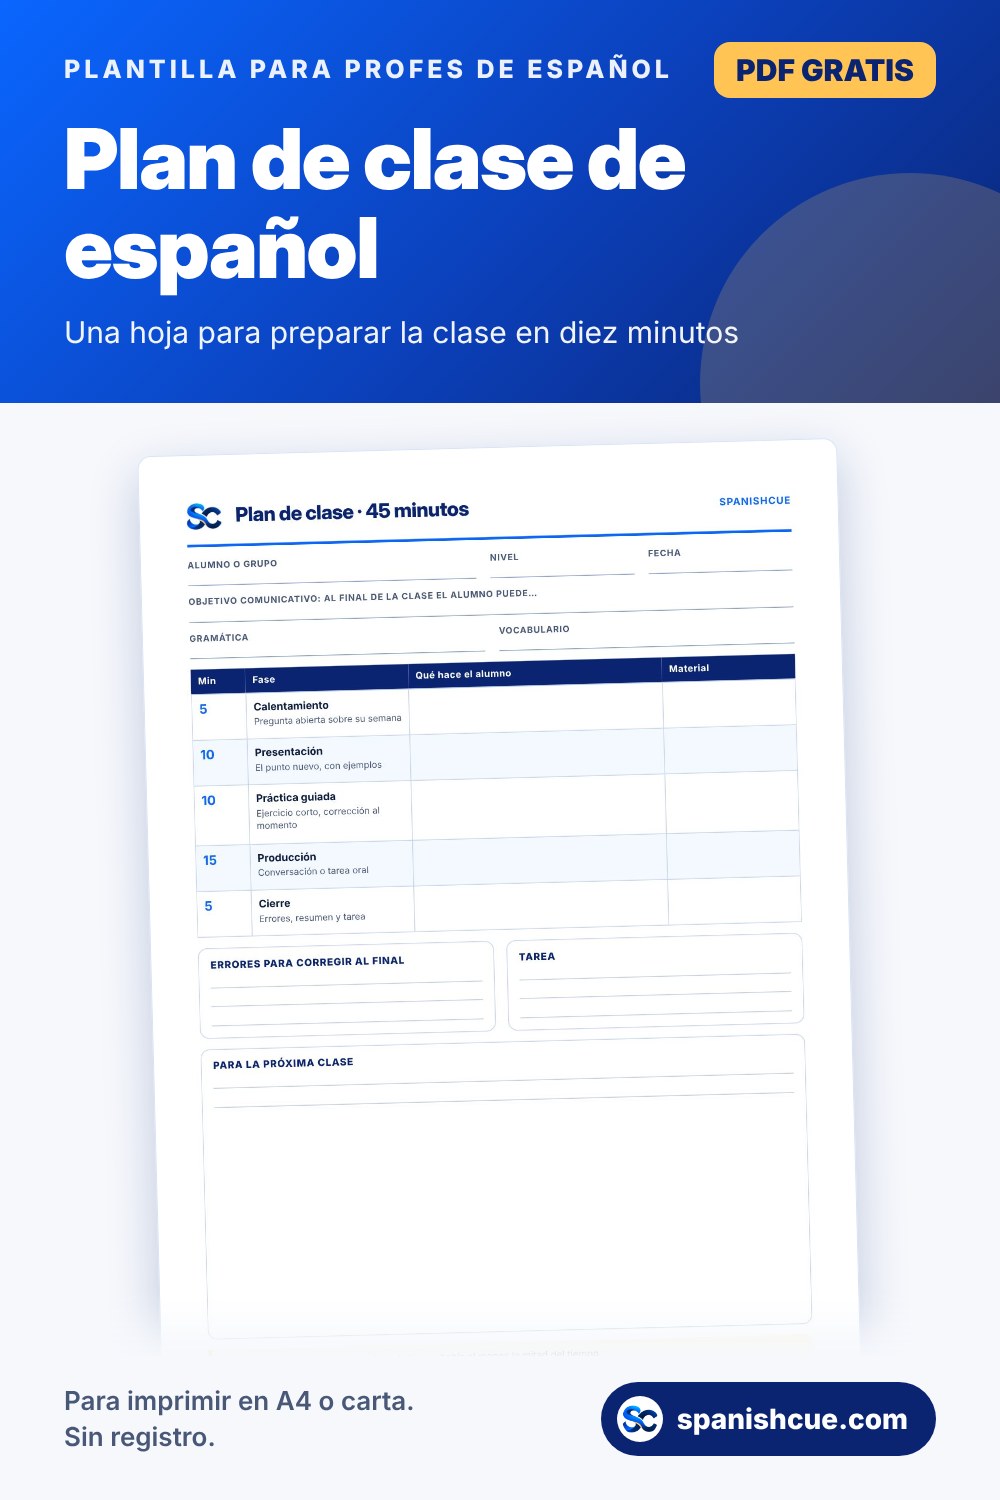 PLANTILLA PARA PROFES DE ESPAÑOL
PDF GRATIS
Plan de clase de
español
Una hoja para preparar la clase en diez minutos
SC Plan de clase · 45 minutos
SPANISHCUE
ALUMNO O GRUPO
NIVEL
FECHA
OBJETIVO COMUNICATIVO: AL FINAL DE LA CLASE EL ALUMNO PUEDE...
GRAMÁTICA
VOCABULARIO
Min Fase Qué hace el alumno Material
5 Calentamiento
Pregunta abierta sobre su semana
10 Presentación
El punto nuevo, con ejemplos
10 Práctica guiada
Ejercicio corto, corrección al
momento
15 Producción
Conversación o tarea oral
5 Cierre
Errores, resumen y tarea
ERRORES PARA CORREGIR AL FINAL
TAREA
PARA LA PRÓXIMA CLASE
Para imprimir en A4 o carta.
Sin registro.
SC spanishcue.com